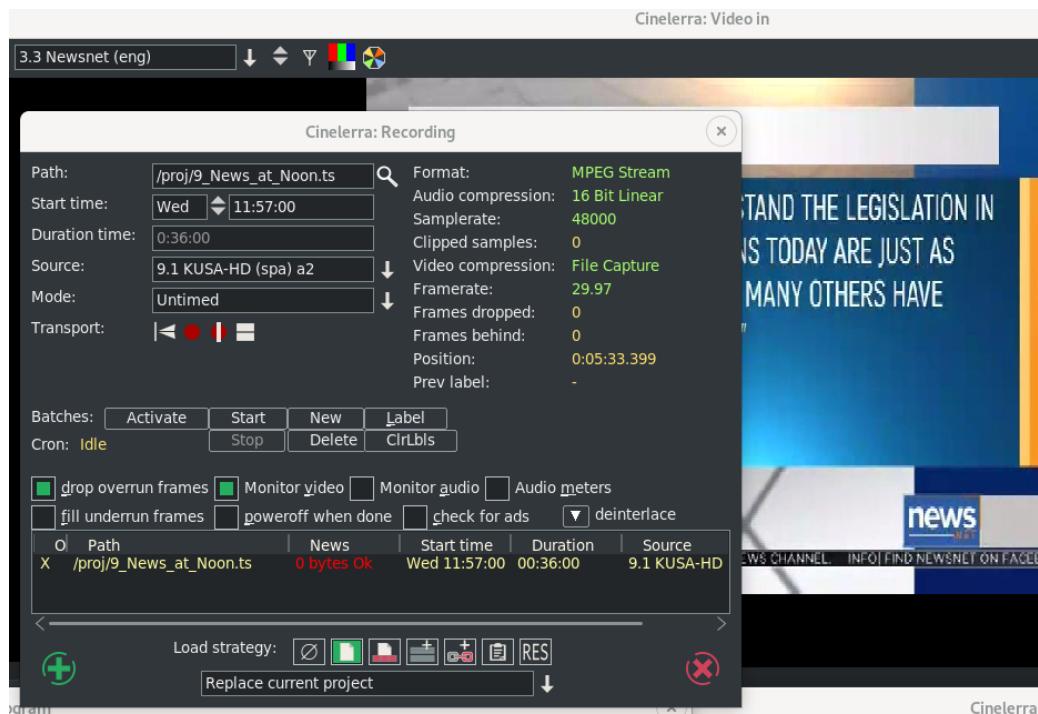 Cinelerra: Video in
3.3 Newsnet (eng)
Cinelerra: Recording
Path: /proj/9_News_at_Noon.ts
Start time: Wed 11:57:00
Duration time: 0:36:00
Source: 9.1 KUSA-HD (spa) a2
Mode: Untimed
Transport:
Format: MPEG Stream
Audio compression: 16 Bit Linear
Samplerate: 48000
Clipped samples: 0
Video compression: File Capture
Framerate: 29.97
Frames dropped: 0
Frames behind: 0
Position: 0:05:33.399
Prev label: -
Batches: Activate Start New Label
Cron: Idle Stop Delete ClrLbls
drop overrun frames Monitor video Monitor audio Audio meters
fill underrun frames poweroff when done check for ads deinterlace
O Path News Start time Duration Source
X /proj/9_News_at_Noon.ts 0 bytes Ok Wed 11:57:00 00:36:00 9.1 KUSA-HD
Load strategy: RES
Replace current project
TAND THE LEGISLATION IN
NS TODAY ARE JUST AS
MANY OTHERS HAVE
"
news
.NET
EWS CHANNEL. INFO| FIND NEWSNET ON FACE
ogram
Cinelerra